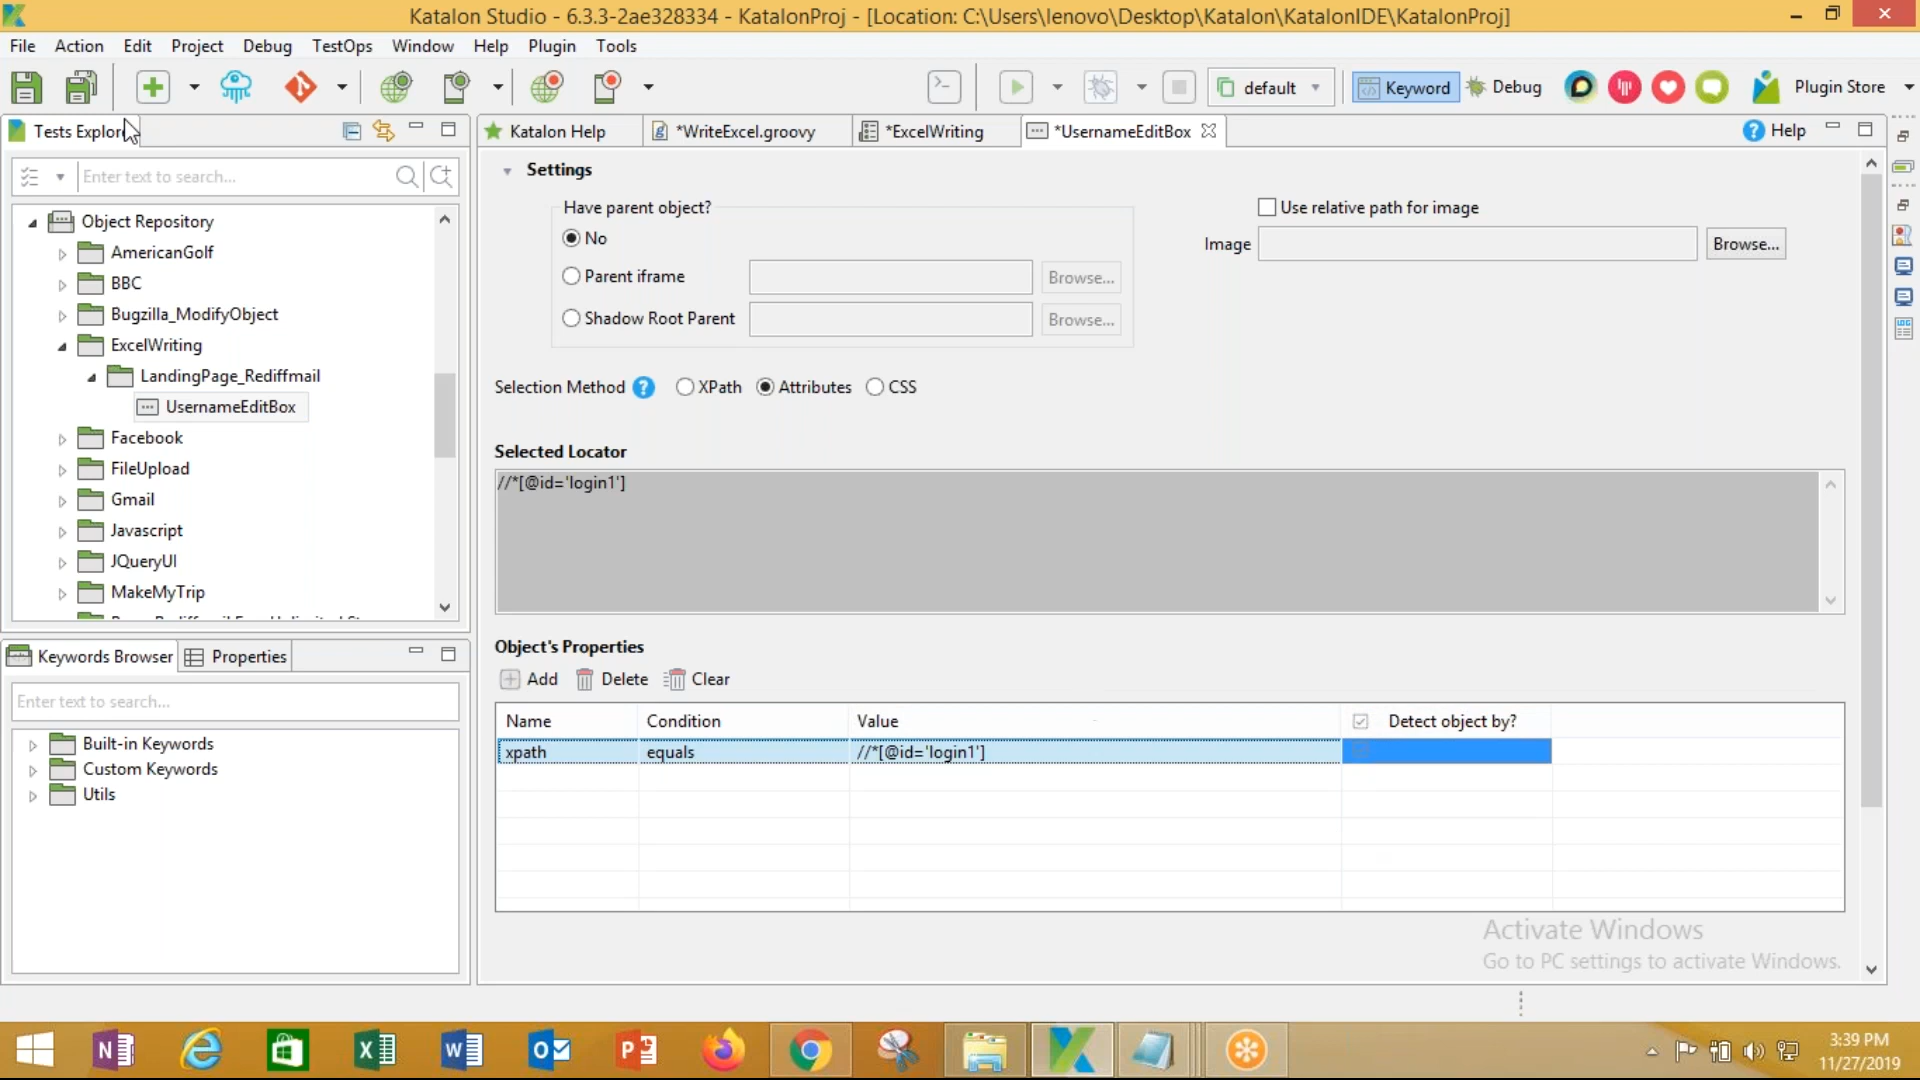 Katalon Studio - 6.3.3-2ae328334 - KatalonProj - [Location: C:\Users\lenovo\Desktop\Katalon\KatalonIDE\KatalonProj]
File Action Edit Project Debug TestOps Window Help Plugin Tools
default Keyword Debug Plugin Store
Tests Explor
Katalon Help *WriteExcel.groovy *ExcelWriting *UsernameEditBox Help
Enter text to search...
Object Repository
AmericanGolf
BBC
Bugzilla_ModifyObject
ExcelWriting
LandingPage_Rediffmail
UsernameEditBox
Facebook
FileUpload
Gmail
Javascript
JQueryUI
MakeMyTrip
Keywords Browser Properties
Enter text to search...
Built-in Keywords
Custom Keywords
Utils
Settings
Have parent object?
No
Parent iframe Browse...
Shadow Root Parent Browse...
Use relative path for image
Image Browse...
Selection Method XPath Attributes CSS
Selected Locator
//*[@id='login1']
Object's Properties
Add Delete Clear
Name Condition Value Detect object by?
xpath equals //*[@id='login1']
Activate Windows
Go to PC settings to activate Windows.
3:39 PM
11/27/2019